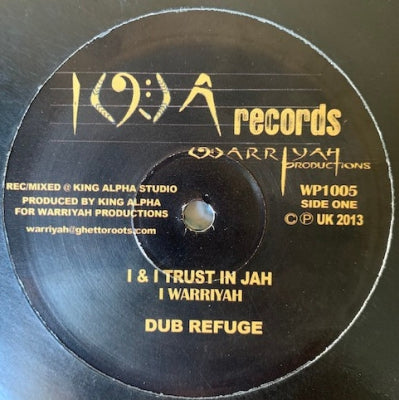 records
WARRIYAH
PRODUCTIONS
REC/MIXED @ KING ALPHA STUDIO
PRODUCED BY KING ALPHA
FOR WARRIYAH PRODUCTIONS
warriyah@ghettoroots.com
WP1005
SIDE ONE
© ℗ UK 2013
I & I TRUST IN JAH
I WARRIYAH
DUB REFUGE